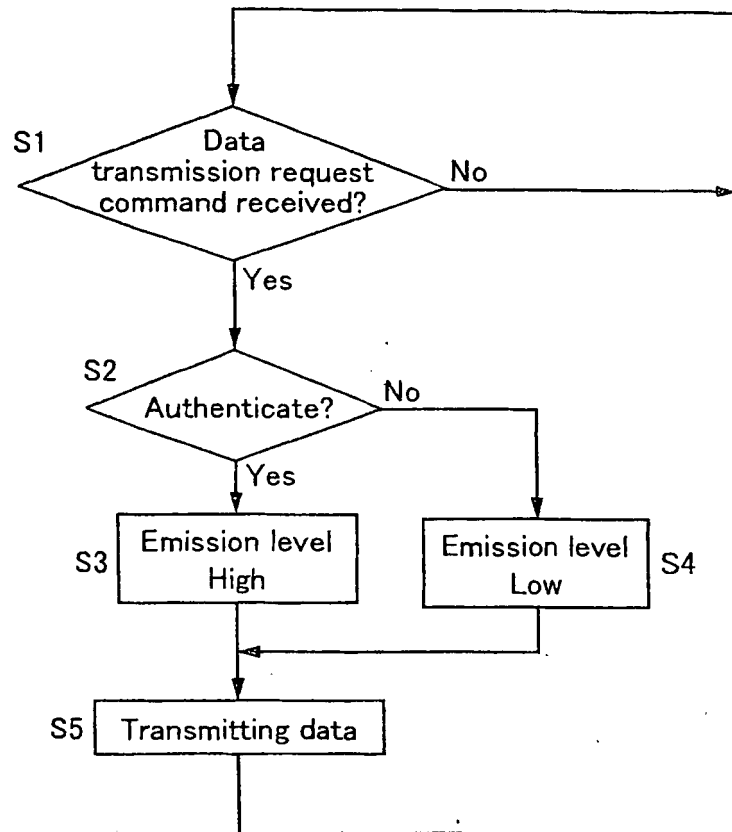 S1
Data
transmission request
command received?
No
Yes
S2
Authenticate?
No
Yes
S3
Emission level
High
Emission level
Low
S4
S5
Transmitting data